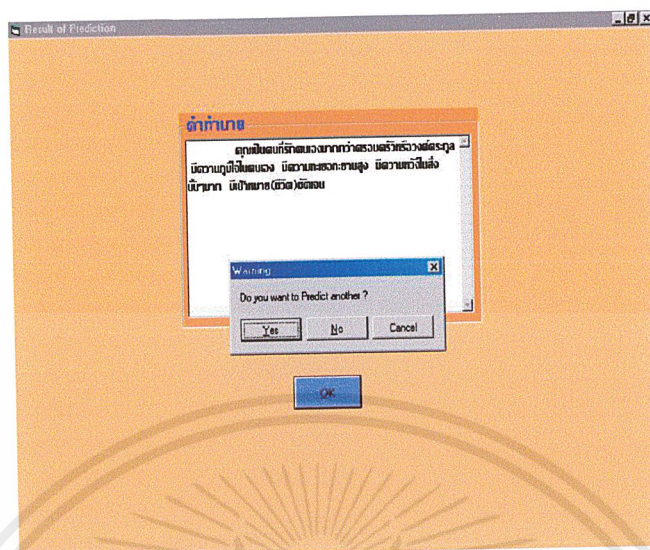 Result of Prediction
คำทำนาย
คุณเป็นคนที่รักตนเองมากกว่าครอบครัวหรือวงศ์ตระกูล
มีความภูมิใจในตนเอง มีความทะเยอทะยานสูง มีความหวังในสิ่ง
นั้นๆมาก มีเป้าหมาย(ชีวิต)ชัดเจน
Warning
Do you want to Predict another ?
Yes No Cancel
OK